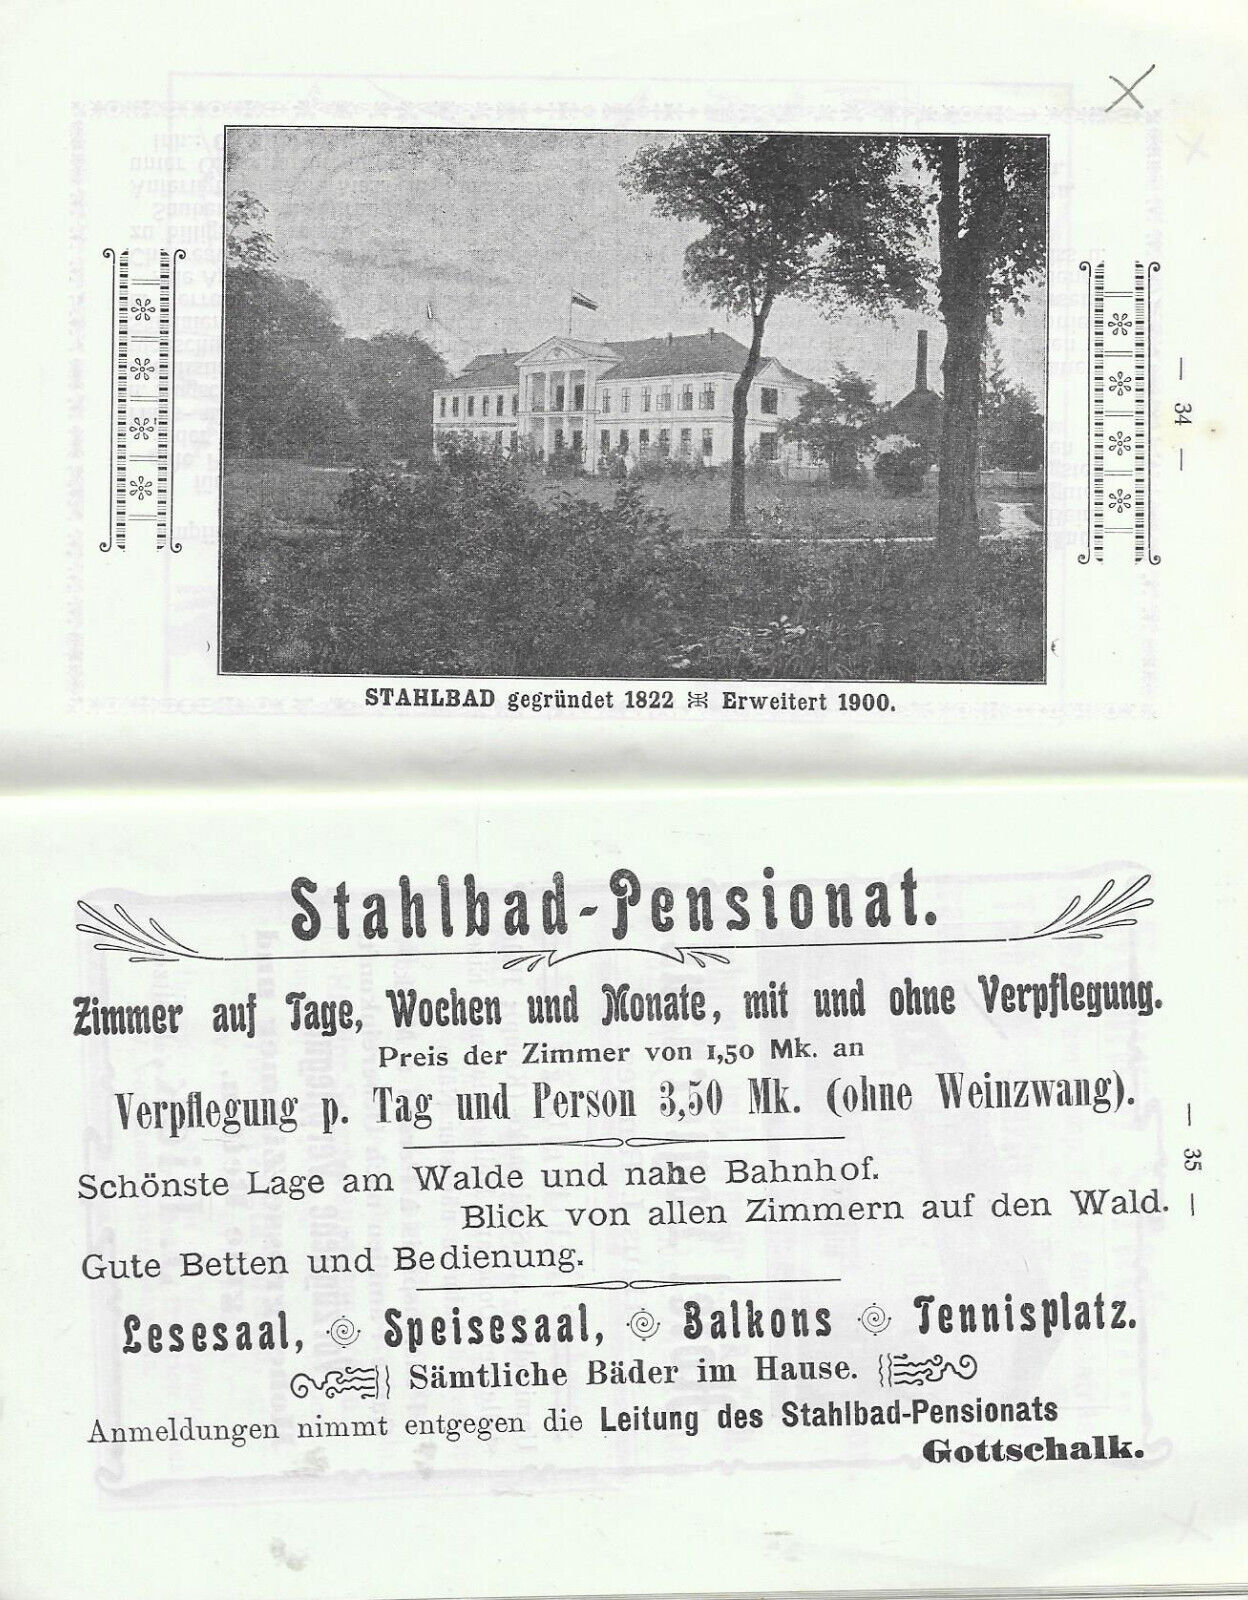 — 34 —
STAHLBAD gegründet 1822 Erweitert 1900.
Stahlbad-Pensionat.
Zimmer auf Tage, Wochen und Monate, mit und ohne Verpflegung.
Preis der Zimmer von 1,50 Mk. an
Verpflegung p. Tag und Person 3,50 Mk. (ohne Weinzwang).
Schönste Lage am Walde und nahe Bahnhof.
Blick von allen Zimmern auf den Wald.
Gute Betten und Bedienung.
— 35 —
Lesesaal, Speisesaal, Balkons Tennisplatz.
Sämtliche Bäder im Hause.
Anmeldungen nimmt entgegen die Leitung des Stahlbad-Pensionats
Gottschalk.